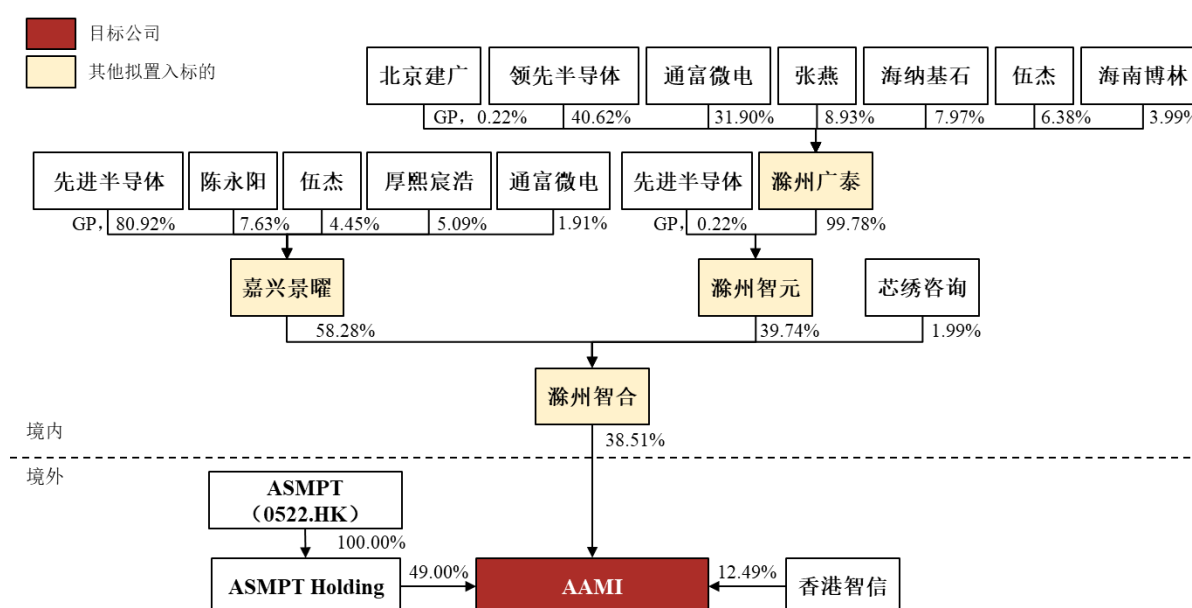 目标公司
其他拟置入标的
北京建广
领先半导体
通富微电
张燕
海纳基石
伍杰
海南博林
GP，0.22%
40.62%
31.90%
8.93%
7.97%
6.38%
3.99%
先进半导体
陈永阳
伍杰
厚熙宸浩
通富微电
先进半导体
滁州广泰
GP，80.92%
7.63%
4.45%
5.09%
1.91%
GP，0.22%
99.78%
嘉兴景曜
滁州智元
芯绣咨询
58.28%
39.74%
1.99%
滁州智合
境内
38.51%
境外
ASMPT
（0522.HK）
100.00%
ASMPT Holding
49.00%
AAMI
12.49%
香港智信